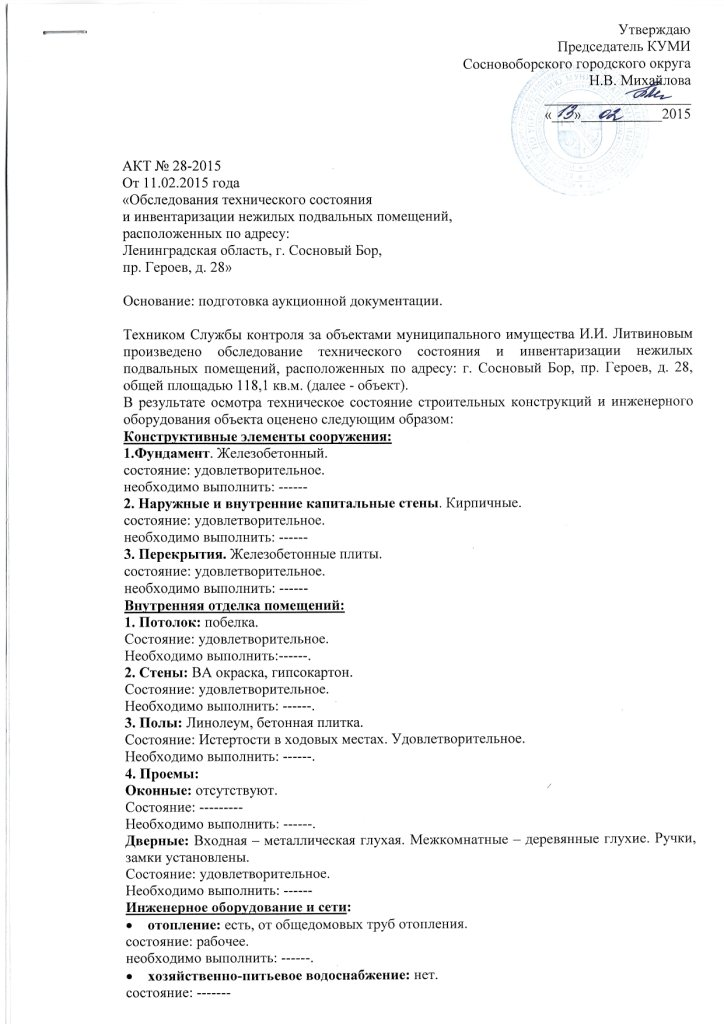 Утверждаю
Председатель КУМИ
Сосновоборского городского округа
Н.В. Михайлова
« 13 » 02 2015
АКТ № 28-2015
От 11.02.2015 года
«Обследования технического состояния
и инвентаризации нежилых подвальных помещений,
расположенных по адресу:
Ленинградская область, г. Сосновый Бор,
пр. Героев, д. 28»
Основание: подготовка аукционной документации.
Техником Службы контроля за объектами муниципального имущества И.И. Литвиновым
произведено обследование технического состояния и инвентаризации нежилых
подвальных помещений, расположенных по адресу: г. Сосновый Бор, пр. Героев, д. 28,
общей площадью 118,1 кв.м. (далее - объект).
В результате осмотра техническое состояние строительных конструкций и инженерного
оборудования объекта оценено следующим образом:
Конструктивные элементы сооружения:
1.Фундамент. Железобетонный.
состояние: удовлетворительное.
необходимо выполнить: ------
2. Наружные и внутренние капитальные стены. Кирпичные.
состояние: удовлетворительное.
необходимо выполнить: ------
3. Перекрытия. Железобетонные плиты.
состояние: удовлетворительное.
необходимо выполнить: ------
Внутренняя отделка помещений:
1. Потолок: побелка.
Состояние: удовлетворительное.
Необходимо выполнить:------.
2. Стены: ВА окраска, гипсокартон.
Состояние: удовлетворительное.
Необходимо выполнить: ------.
3. Полы: Линолеум, бетонная плитка.
Состояние: Истертости в ходовых местах. Удовлетворительное.
Необходимо выполнить: ------.
4. Проемы:
Оконные: отсутствуют.
Состояние: ---------
Необходимо выполнить: ------.
Дверные: Входная – металлическая глухая. Межкомнатные – деревянные глухие. Ручки,
замки установлены.
Состояние: удовлетворительное.
Необходимо выполнить: ------
Инженерное оборудование и сети:
• отопление: есть, от общедомовых труб отопления.
состояние: рабочее.
необходимо выполнить: ------.
• хозяйственно-питьевое водоснабжение: нет.
состояние: -------